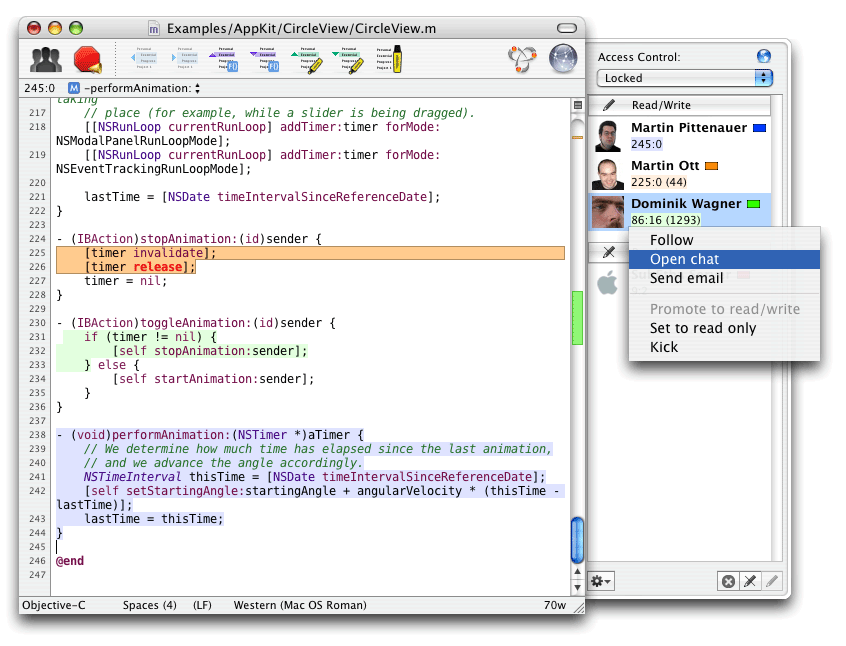 Examples/AppKit/CircleView/CircleView.m
245:0 M -performAnimation:
taking
217 // place (for example, while a slider is being dragged).
218 [[NSRunLoop currentRunLoop] addTimer:timer forMode:
NSModalPanelRunLoopMode];
219 [[NSRunLoop currentRunLoop] addTimer:timer forMode:
NSEventTrackingRunLoopMode];
220
221 lastTime = [NSDate timeIntervalSinceReferenceDate];
222 }
223
224 - (IBAction)stopAnimation:(id)sender {
225 [timer invalidate];
226 [timer release];
227 timer = nil;
228 }
229
230 - (IBAction)toggleAnimation:(id)sender {
231 if (timer != nil) {
232 [self stopAnimation:sender];
233 } else {
234 [self startAnimation:sender];
235 }
236 }
237
238 - (void)performAnimation:(NSTimer *)aTimer {
239 // We determine how much time has elapsed since the last animation,
240 // and we advance the angle accordingly.
241 NSTimeInterval thisTime = [NSDate timeIntervalSinceReferenceDate];
242 [self setStartingAngle:startingAngle + angularVelocity * (thisTime -
lastTime)];
243 lastTime = thisTime;
244 }
245
246 @end
247
Objective-C Spaces (4) (LF) Western (Mac OS Roman) 70w
Access Control:
Locked
Read/Write
Martin Pittenauer
245:0
Martin Ott
225:0 (44)
Dominik Wagner
86:16 (1293)
Follow
Open chat
Send email
Promote to read/write
Set to read only
Kick